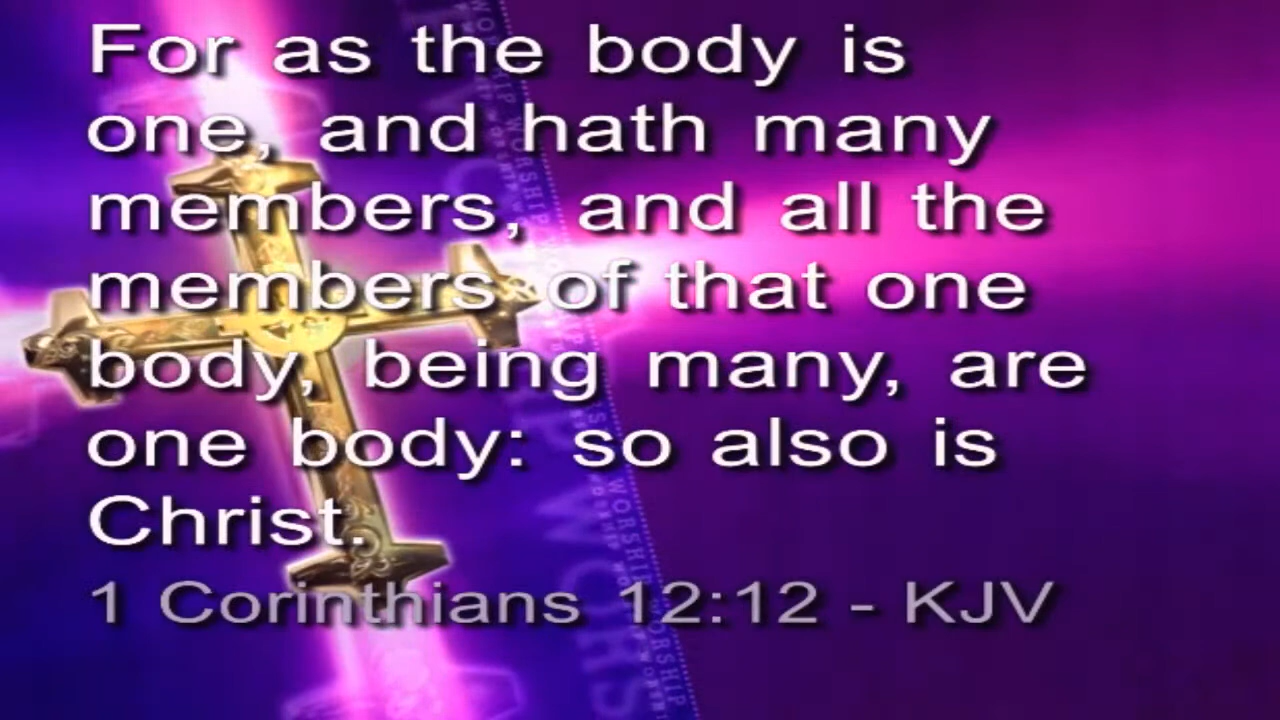 For as the body is
one, and hath many
members, and all the
members of that one
body, being many, are
one body: so also is
Christ.
1 Corinthians 12:12 - KJV
WORSHIP